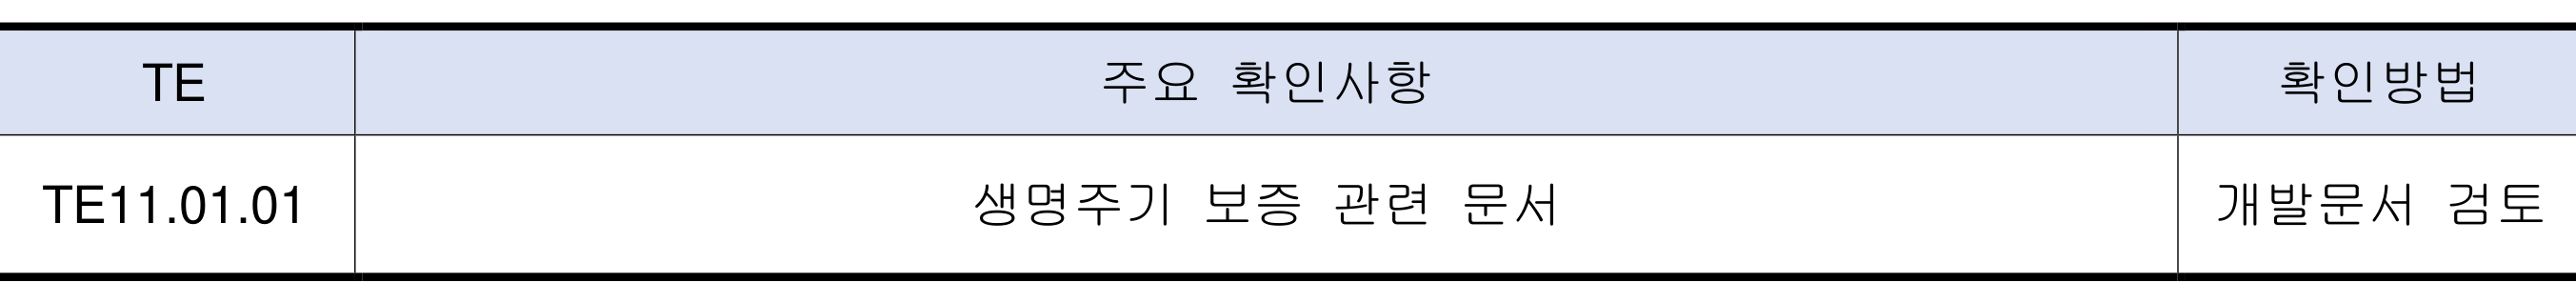 TE 주요 확인사항 확인방법
TE11.01.01 생명주기 보증 관련 문서 개발문서 검토